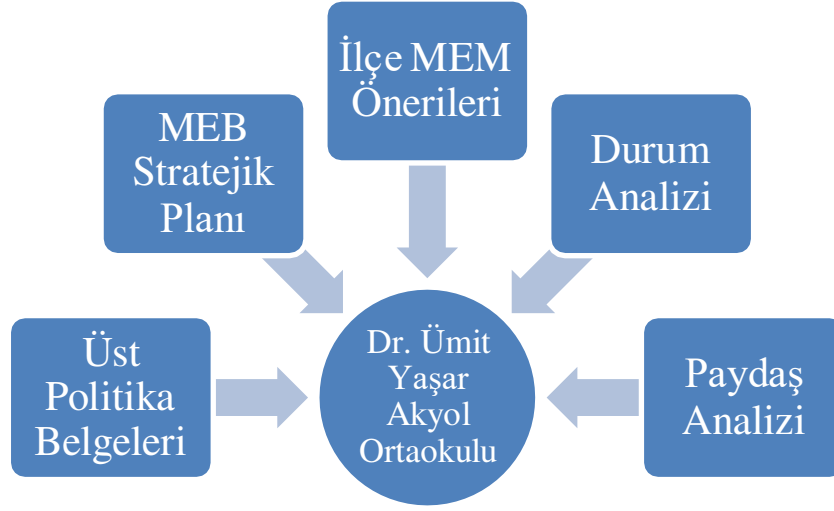 İlçe MEM
Önerileri
MEB
Stratejik
Planı
Durum
Analizi
Üst
Politika
Belgeleri
Dr. Ümit
Yaşar
Akyol
Ortaokulu
Paydaş
Analizi